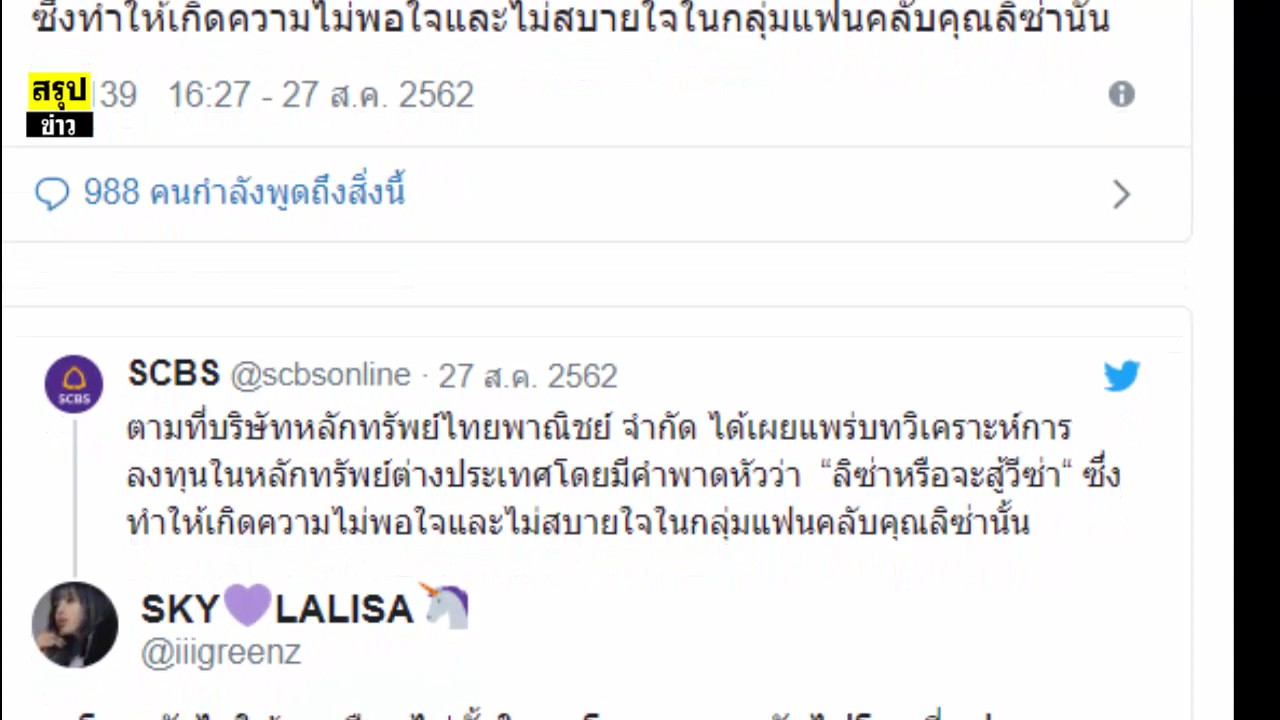 ซึ่งทำให้เกิดความไม่พอใจและไม่สบายใจในกลุ่มแฟนคลับคุณลิซ่านั้น
สรุป
ข่าว
39 16:27 - 27 ส.ค. 2562
988 คนกำลังพูดถึงสิ่งนี้
SCBS @scbsonline · 27 ส.ค. 2562
SCBS
ตามที่บริษัทหลักทรัพย์ไทยพาณิชย์ จำกัด ได้เผยแพร่บทวิเคราะห์การ
ลงทุนในหลักทรัพย์ต่างประเทศโดยมีคำพาดหัวว่า “ลิซ่าหรือจะสู้วีซ่า“ ซึ่ง
ทำให้เกิดความไม่พอใจและไม่สบายใจในกลุ่มแฟนคลับคุณลิซ่านั้น
SKY💜LALISA🦄
@iiigreenz